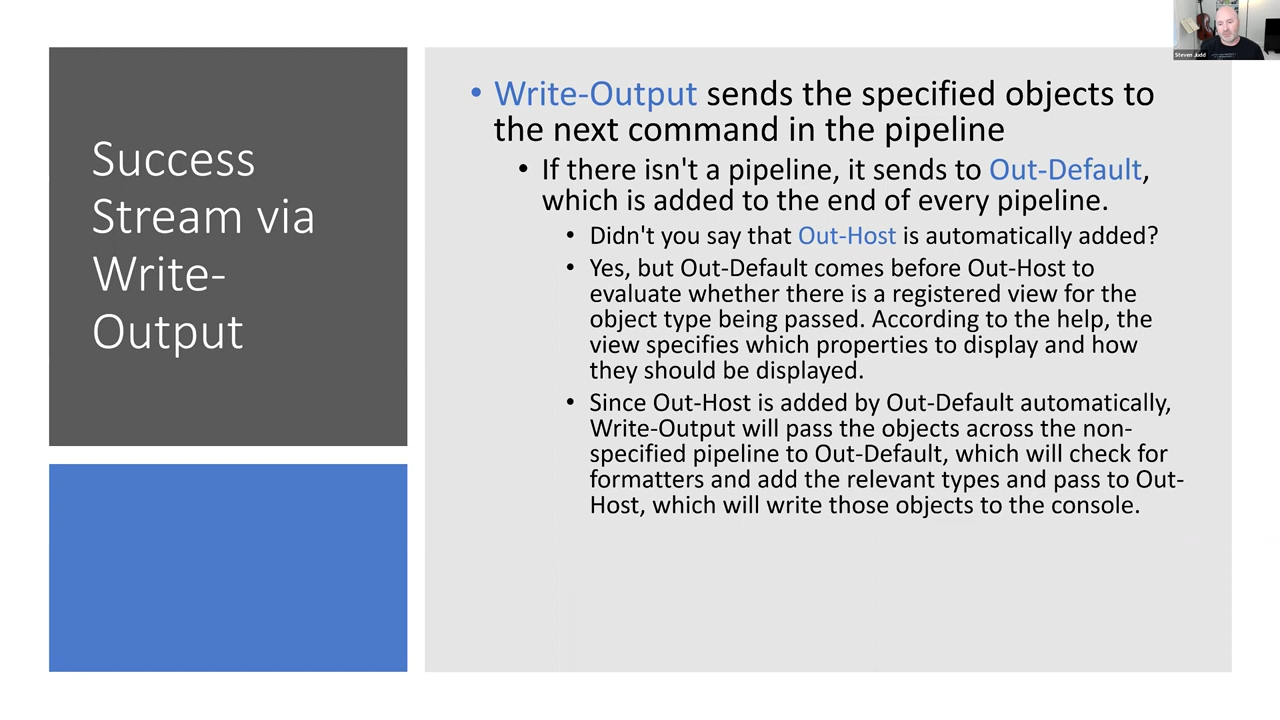 Success
Stream via
Write-
Output
• Write-Output sends the specified objects to
the next command in the pipeline
• If there isn't a pipeline, it sends to Out-Default,
which is added to the end of every pipeline.
• Didn't you say that Out-Host is automatically added?
• Yes, but Out-Default comes before Out-Host to
evaluate whether there is a registered view for the
object type being passed. According to the help, the
view specifies which properties to display and how
they should be displayed.
• Since Out-Host is added by Out-Default automatically,
Write-Output will pass the objects across the non-
specified pipeline to Out-Default, which will check for
formatters and add the relevant types and pass to Out-
Host, which will write those objects to the console.
Steven Judd